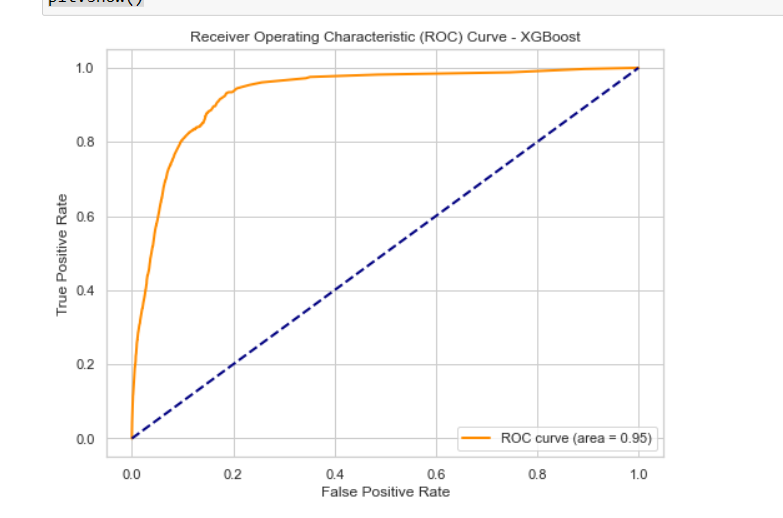 plt.show()
Receiver Operating Characteristic (ROC) Curve - XGBoost
1.0
0.8
0.6
0.4
0.2
0.0
True Positive Rate
ROC curve (area = 0.95)
0.0 0.2 0.4 0.6 0.8 1.0
False Positive Rate